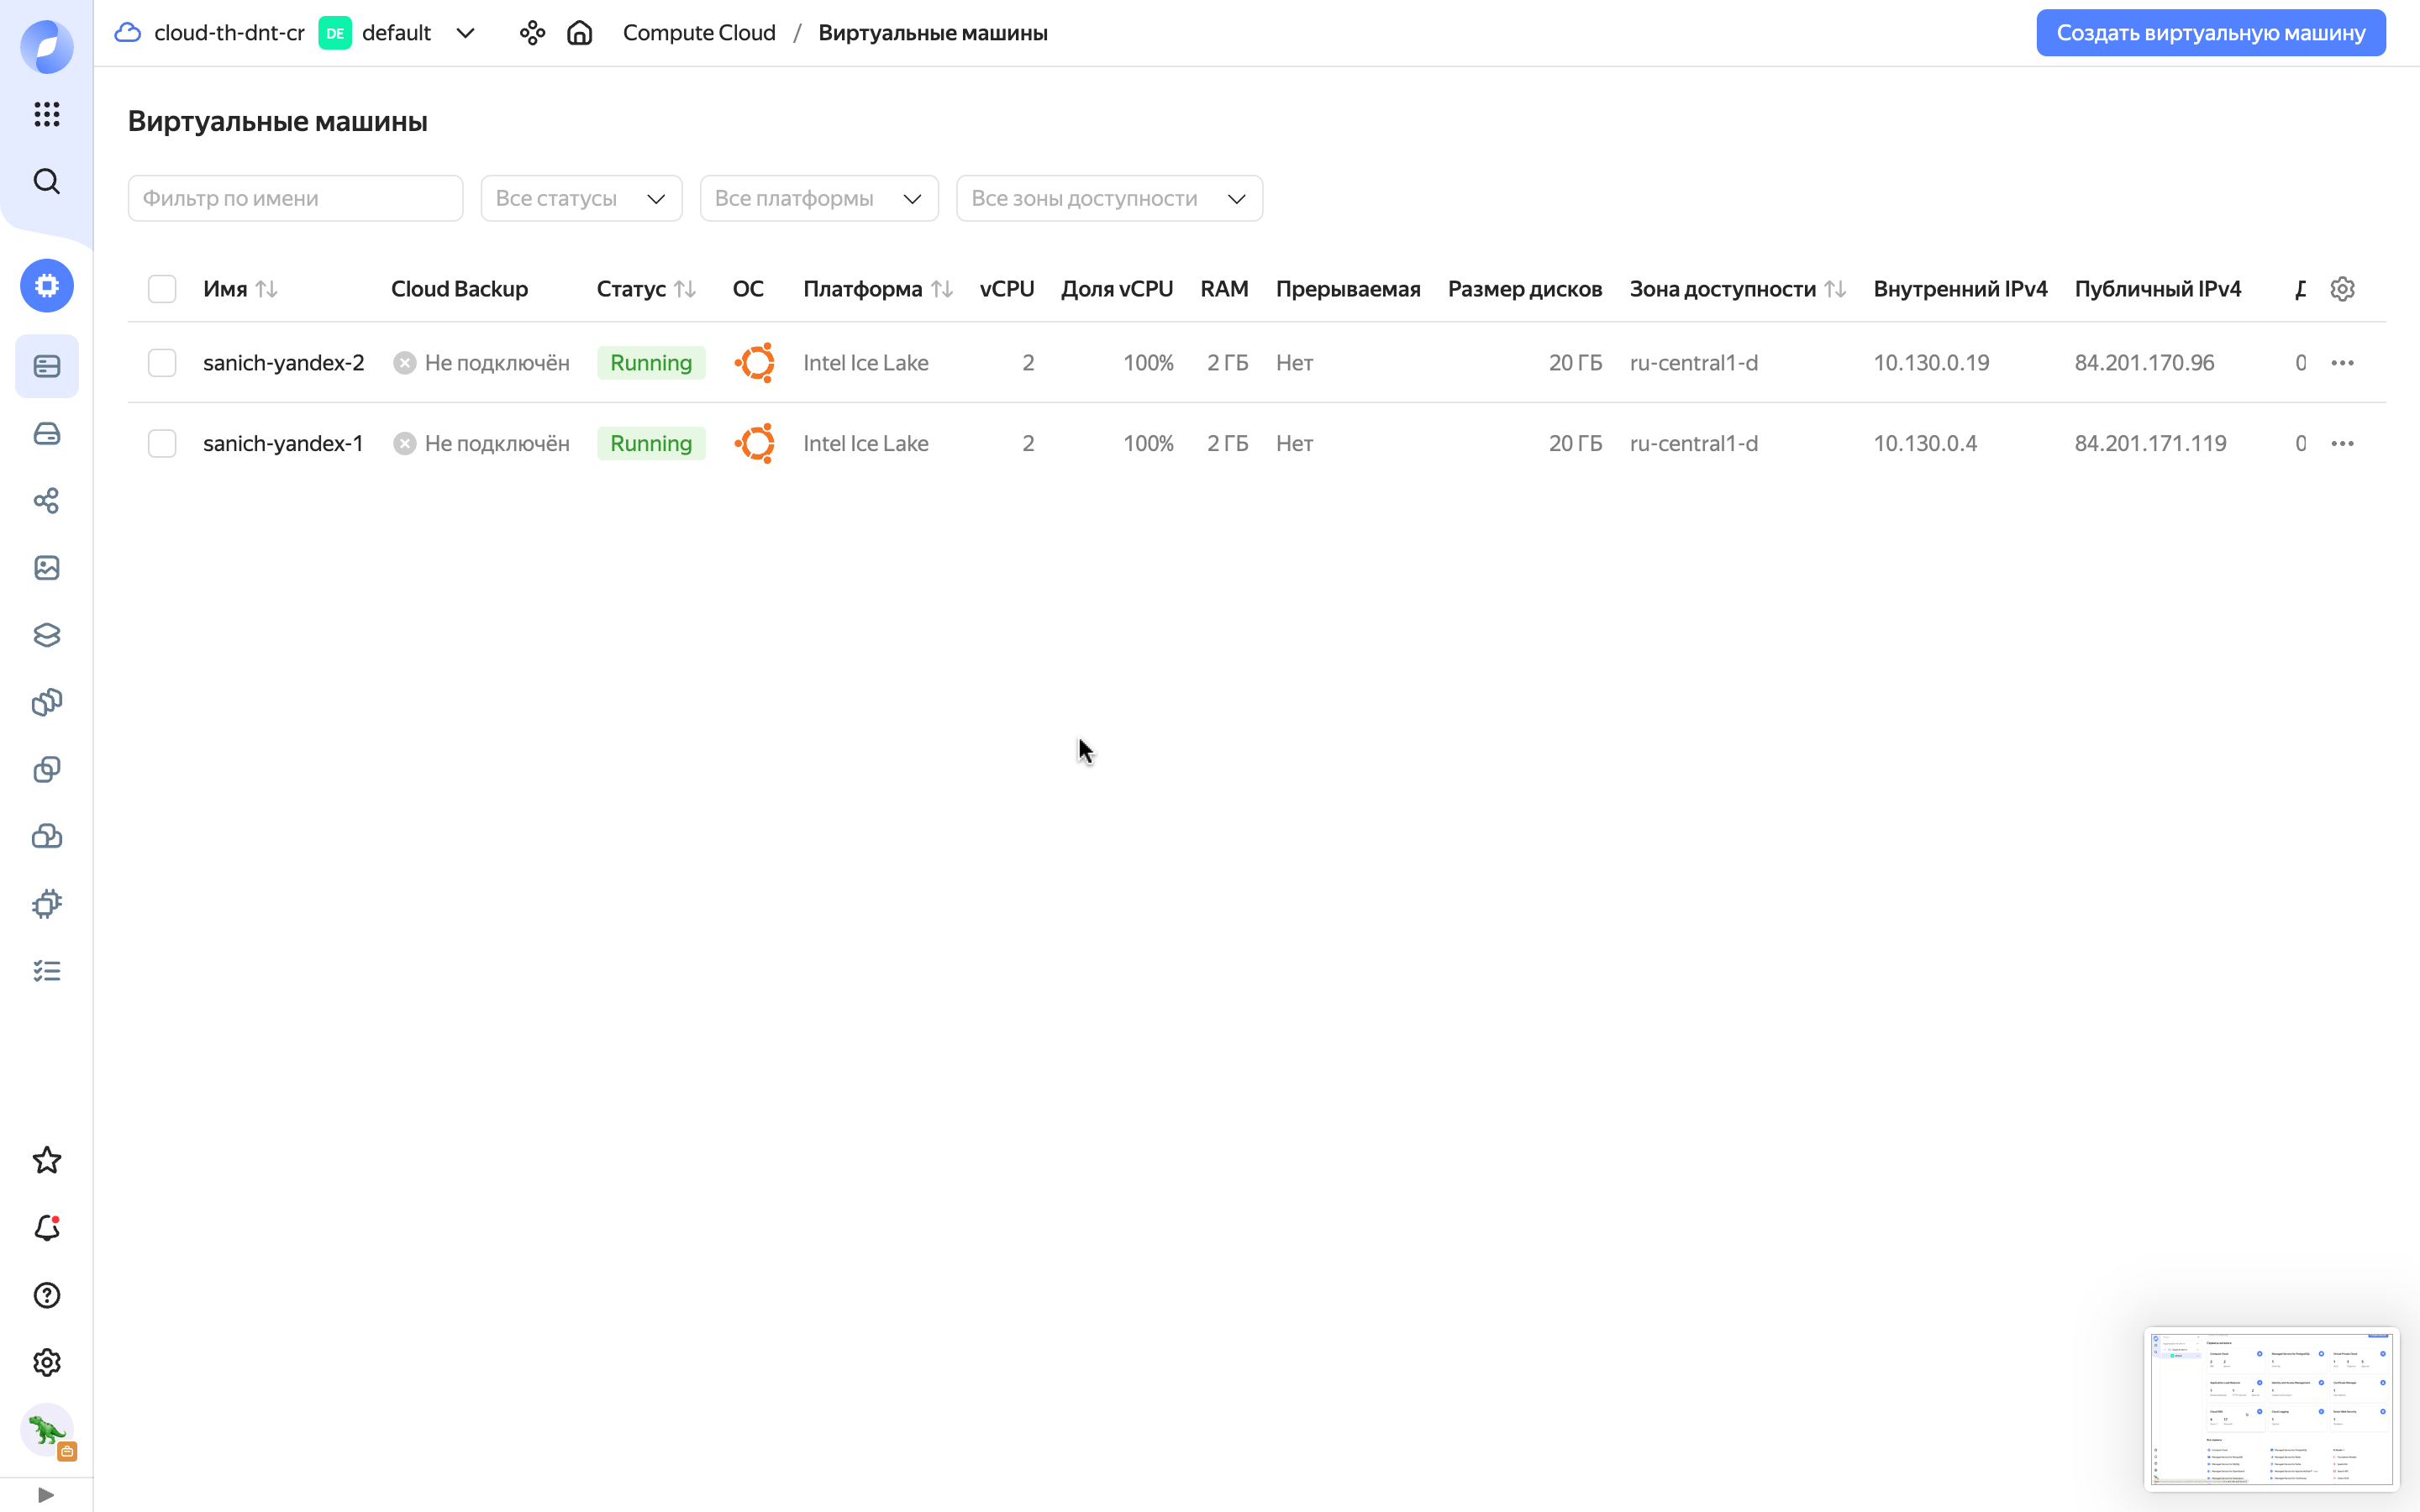 cloud-th-dnt-cr DE default Compute Cloud / Виртуальные машины Создать виртуальную машину
Виртуальные машины
Фильтр по имени Все статусы Все платформы Все зоны доступности
Имя Cloud Backup Статус ОС Платформа vCPU Доля vCPU RAM Прерываемая Размер дисков Зона доступности Внутренний IPv4 Публичный IPv4
sanich-yandex-2 Не подключён Running Intel Ice Lake 2 100% 2 ГБ Нет 20 ГБ ru-central1-d 10.130.0.19 84.201.170.96
sanich-yandex-1 Не подключён Running Intel Ice Lake 2 100% 2 ГБ Нет 20 ГБ ru-central1-d 10.130.0.4 84.201.171.119